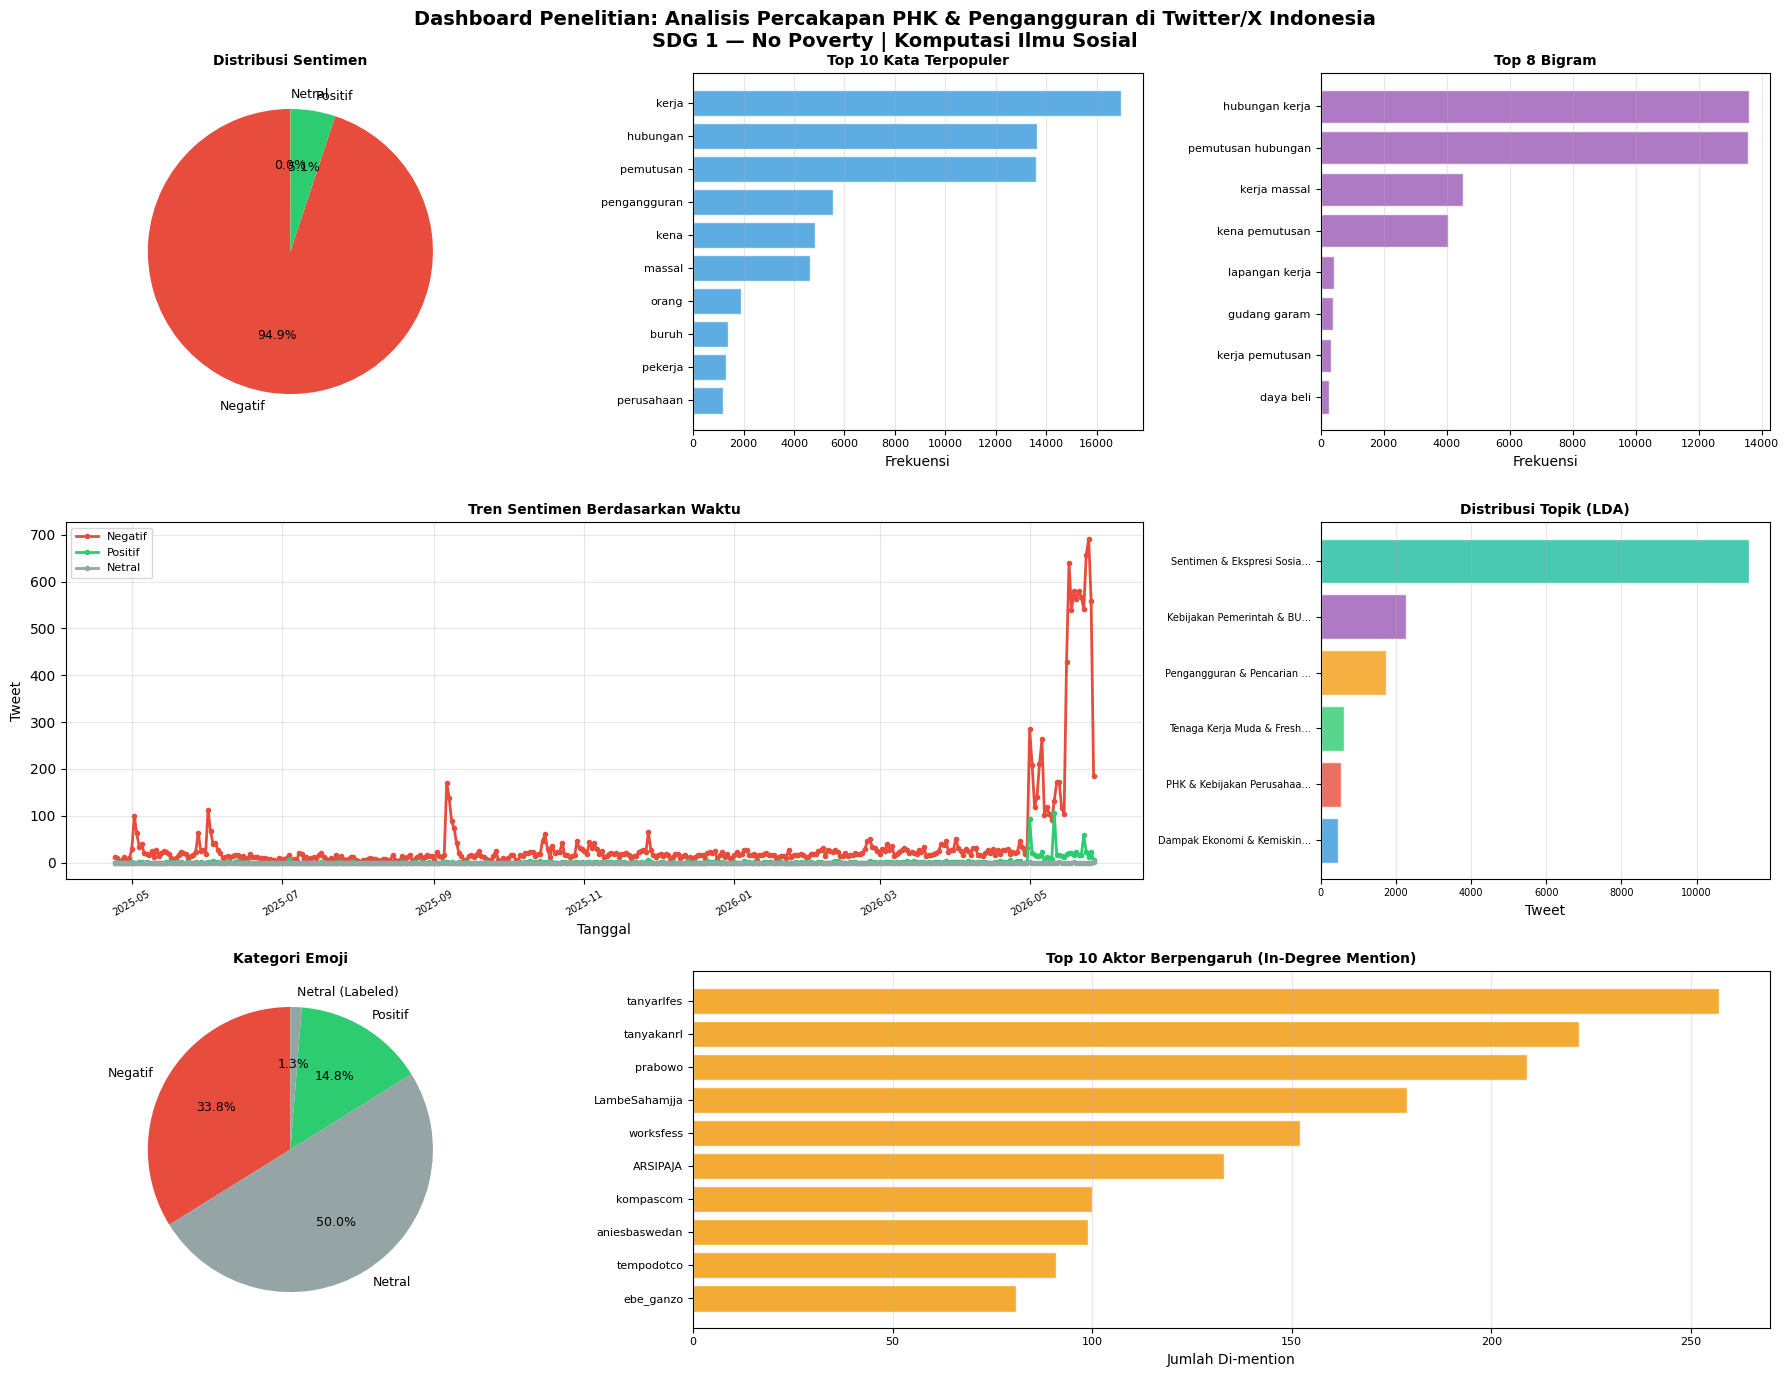 Dashboard Penelitian: Analisis Percakapan PHK & Pengangguran di Twitter/X Indonesia
SDG 1 — No Poverty | Komputasi Ilmu Sosial
Distribusi Sentimen
Netral
Positif
0.0%
5.1%
94.9%
Negatif
Top 10 Kata Terpopuler
kerja
hubungan
pemutusan
pengangguran
kena
massal
orang
buruh
pekerja
perusahaan
0 2000 4000 6000 8000 10000 12000 14000 16000
Frekuensi
Top 8 Bigram
hubungan kerja
pemutusan hubungan
kerja massal
kena pemutusan
lapangan kerja
gudang garam
kerja pemutusan
daya beli
0 2000 4000 6000 8000 10000 12000 14000
Frekuensi
Tren Sentimen Berdasarkan Waktu
Negatif
Positif
Netral
700
600
500
400
300
200
100
0
Tweet
2025-05 2025-07 2025-09 2025-11 2026-01 2026-03 2026-05
Tanggal
Distribusi Topik (LDA)
Sentimen & Ekspresi Sosia...
Kebijakan Pemerintah & BU...
Pengangguran & Pencarian ...
Tenaga Kerja Muda & Fresh...
PHK & Kebijakan Perusahaa...
Dampak Ekonomi & Kemiskin...
0 2000 4000 6000 8000 10000
Tweet
Kategori Emoji
Netral (Labeled)
Positif
Negatif
1.3%
14.8%
33.8%
50.0%
Netral
Top 10 Aktor Berpengaruh (In-Degree Mention)
tanyarlfes
tanyakanrl
prabowo
LambeSahamjja
worksfess
ARSIPAJA
kompascom
aniesbaswedan
tempodotco
ebe_ganzo
0 50 100 150 200 250
Jumlah Di-mention